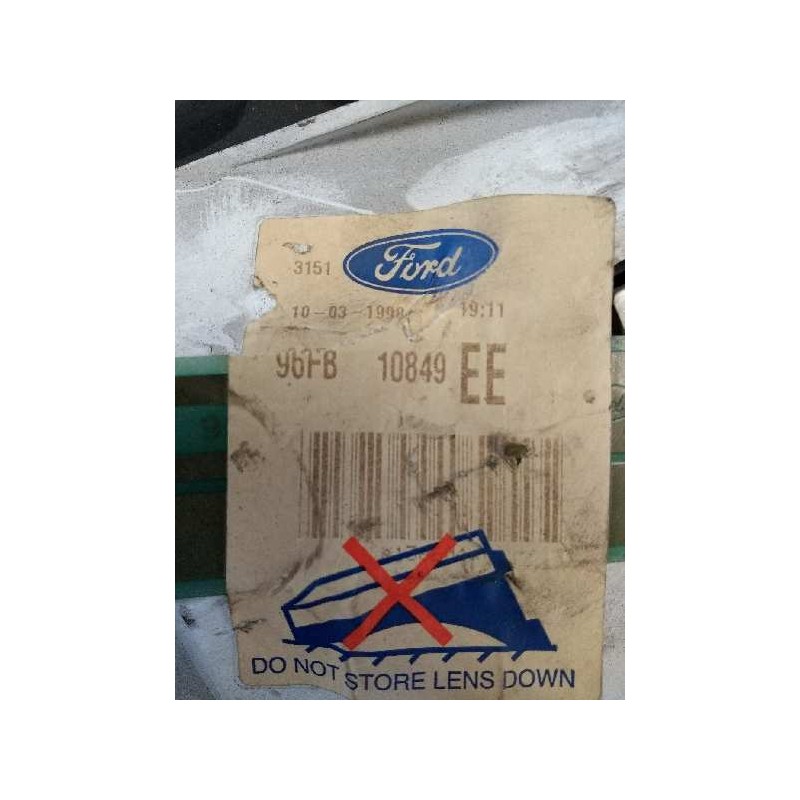 3151 Ford
10-03-1998 19:11
96FB 10849 EE
DO NOT STORE LENS DOWN